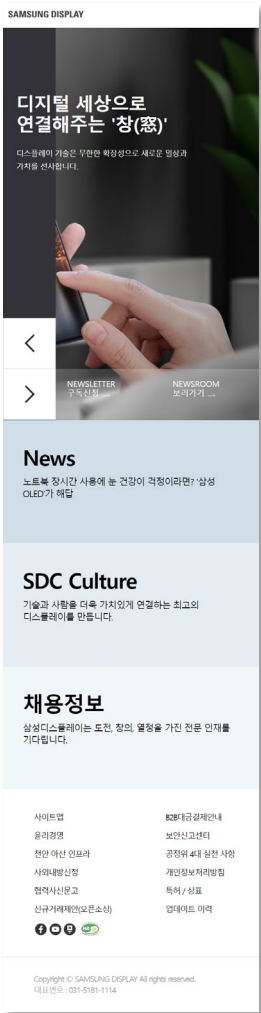 SAMSUNG DISPLAY
디지털 세상으로
연결해주는 '창(窓)'
디스플레이 기술은 무한한 확장성으로 새로운 일상과
가치를 선사합니다.
NEWSLETTER
구독신청
NEWSROOM
보러가기
News
노트북 장시간 사용에 눈 건강이 걱정이라면? '삼성
OLED'가 해답
SDC Culture
기술과 사람을 더욱 가치있게 연결하는 최고의
디스플레이를 만듭니다.
채용정보
삼성디스플레이는 도전, 창의, 열정을 가진 전문 인재를
기다립니다.
사이트맵
윤리경영
천안 아산 인프라
사외내방신청
협력사신문고
신규거래제안(오픈소싱)
B2B대금결제안내
보안신고센터
공정위 4대 실천 사항
개인정보처리방침
특허 / 상표
업데이트 이력
Copyright © SAMSUNG DISPLAY All rights reserved.
대표번호 : 031-5181-1114